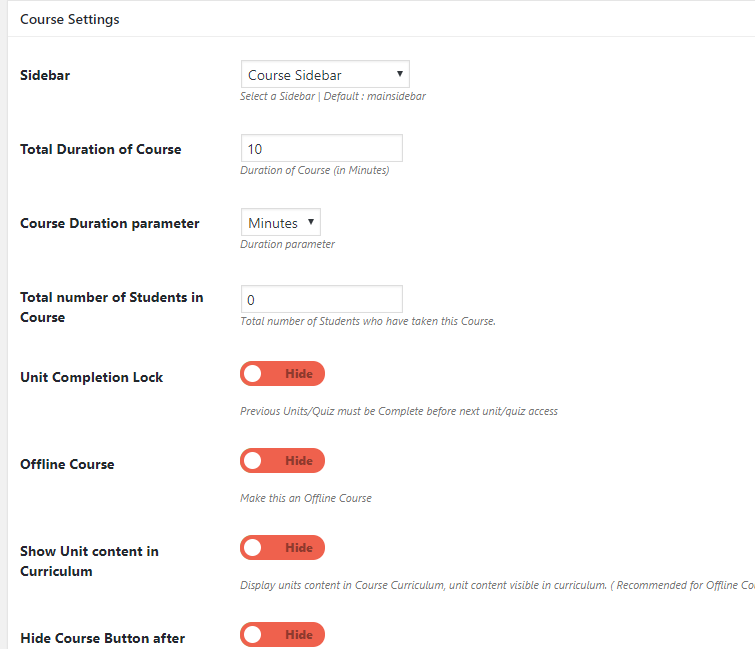 Course Settings
Sidebar
Course Sidebar
Select a Sidebar | Default : mainsidebar
Total Duration of Course
10
Duration of Course (in Minutes)
Course Duration parameter
Minutes
Duration parameter
Total number of Students in
Course
0
Total number of Students who have taken this Course.
Unit Completion Lock
Hide
Previous Units/Quiz must be Complete before next unit/quiz access
Offline Course
Hide
Make this an Offline Course
Show Unit content in
Curriculum
Hide
Display units content in Course Curriculum, unit content visible in curriculum. ( Recommended for Offline
Hide Course Button after
Hide